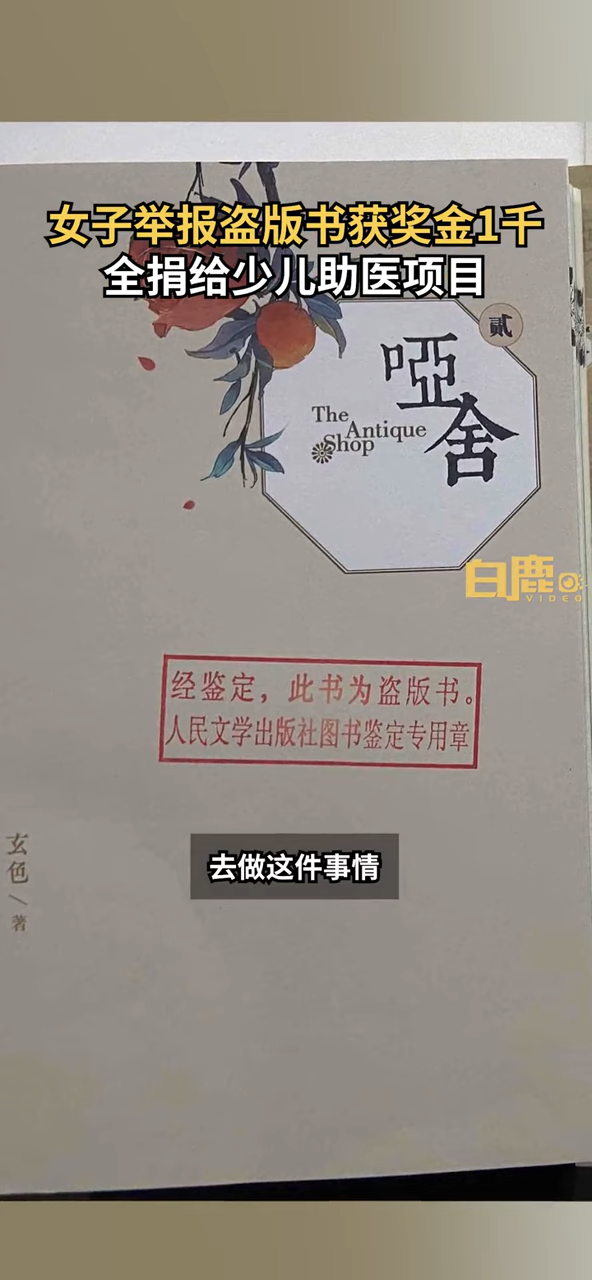 女子举报盗版书获奖金1千
全捐给少儿助医项目
贰
哑舍
The
Antique
Shop
白鹿
VIDEO
经鉴定，此书为盗版书。
人民文学出版社图书鉴定专用章
去做这件事情
玄色／著